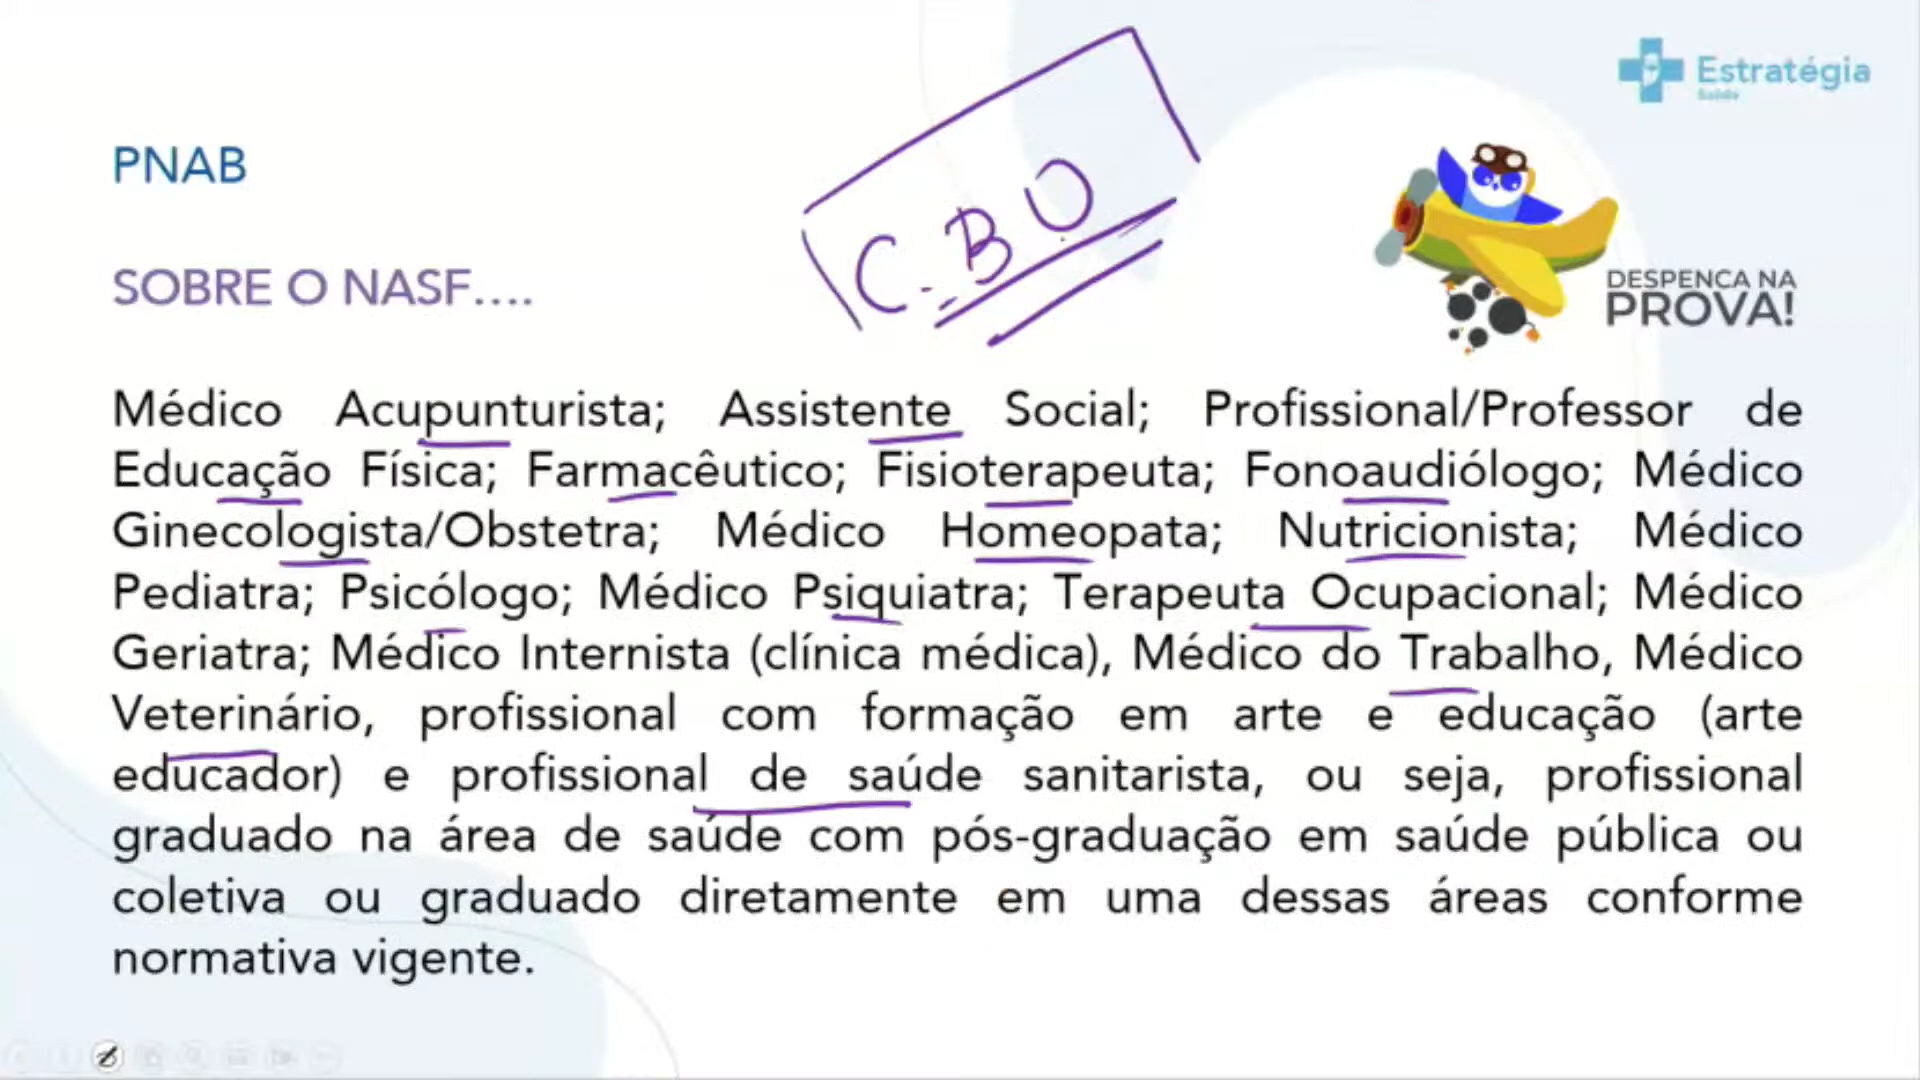 Estratégia
Saúde
PNAB
C.BO
SOBRE O NASF....
DESPENCA NA
PROVA!
Médico Acupunturista; Assistente Social; Profissional/Professor de
Educação Física; Farmacêutico; Fisioterapeuta; Fonoaudiólogo; Médico
Ginecologista/Obstetra; Médico Homeopata; Nutricionista; Médico
Pediatra; Psicólogo; Médico Psiquiatra; Terapeuta Ocupacional; Médico
Geriatra; Médico Internista (clínica médica), Médico do Trabalho, Médico
Veterinário, profissional com formação em arte e educação (arte
educador) e profissional de saúde sanitarista, ou seja, profissional
graduado na área de saúde com pós-graduação em saúde pública ou
coletiva ou graduado diretamente em uma dessas áreas conforme
normativa vigente.